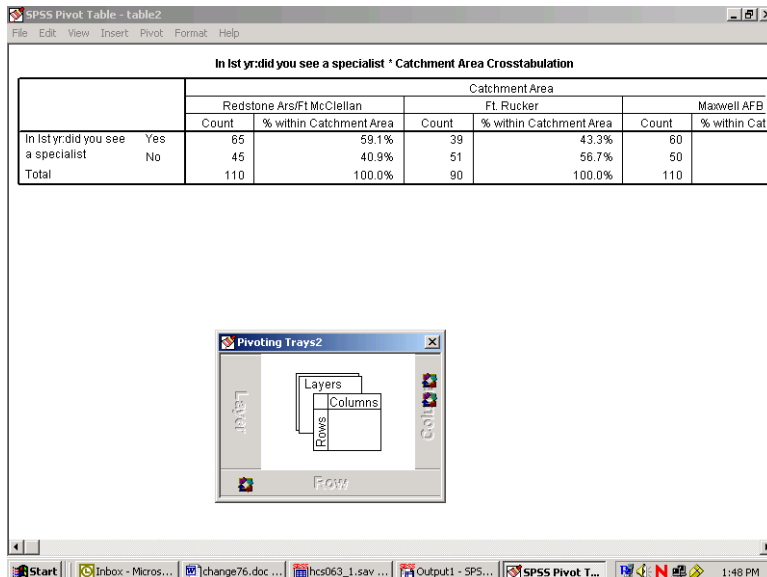 SPSS Pivot Table - table2
File Edit View Insert Pivot Format Help
In lst yr:did you see a specialist * Catchment Area Crosstabulation
Catchment Area
Redstone Ars/Ft McClellan Ft. Rucker Maxwell AFB
Count % within Catchment Area Count % within Catchment Area Count % within Cat
In lst yr:did you see a specialist Yes 65 59.1% 39 43.3% 60
No 45 40.9% 51 56.7% 50
Total 110 100.0% 90 100.0% 110
Pivoting Trays2
Layer
Layers
Columns
Rows
Column
Row
Start Inbox - Micros... change76.doc ... hcs063_1.sav ... Output1 - SPS... SPSS Pivot T... N 1:48 PM